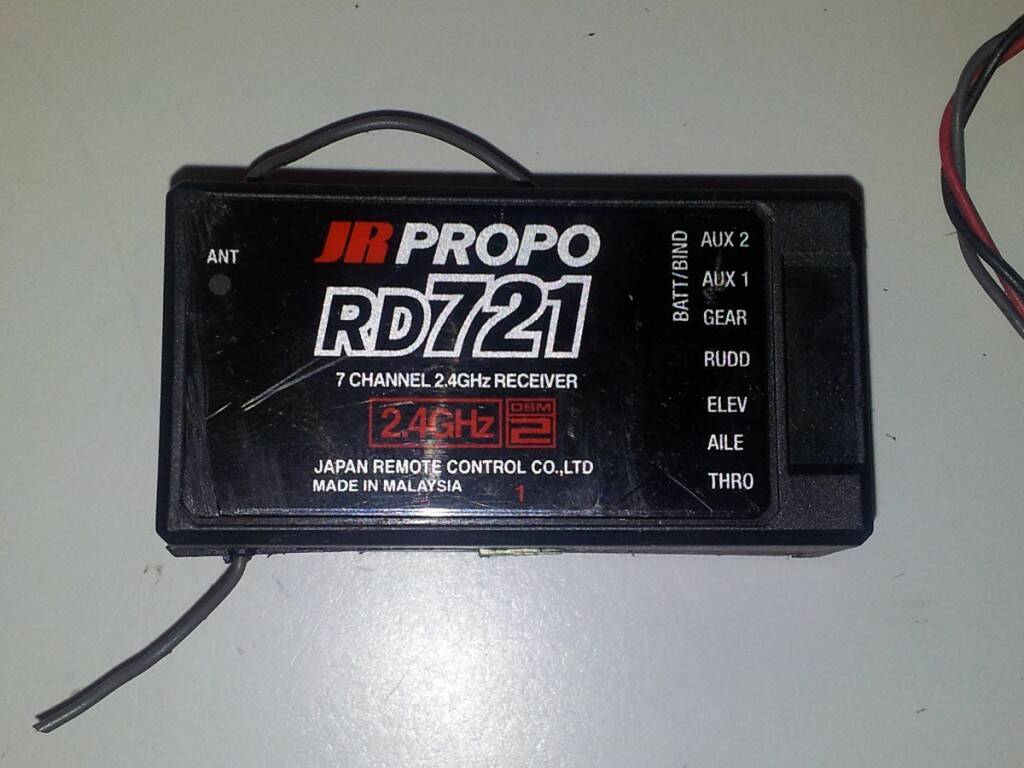 ANT
JR PROPO
RD721
7 CHANNEL 2.4GHz RECEIVER
2.4GHz DSM 2
JAPAN REMOTE CONTROL CO.,LTD
MADE IN MALAYSIA
1
BATT/BIND
AUX 2
AUX 1
GEAR
RUDD
ELEV
AILE
THRO